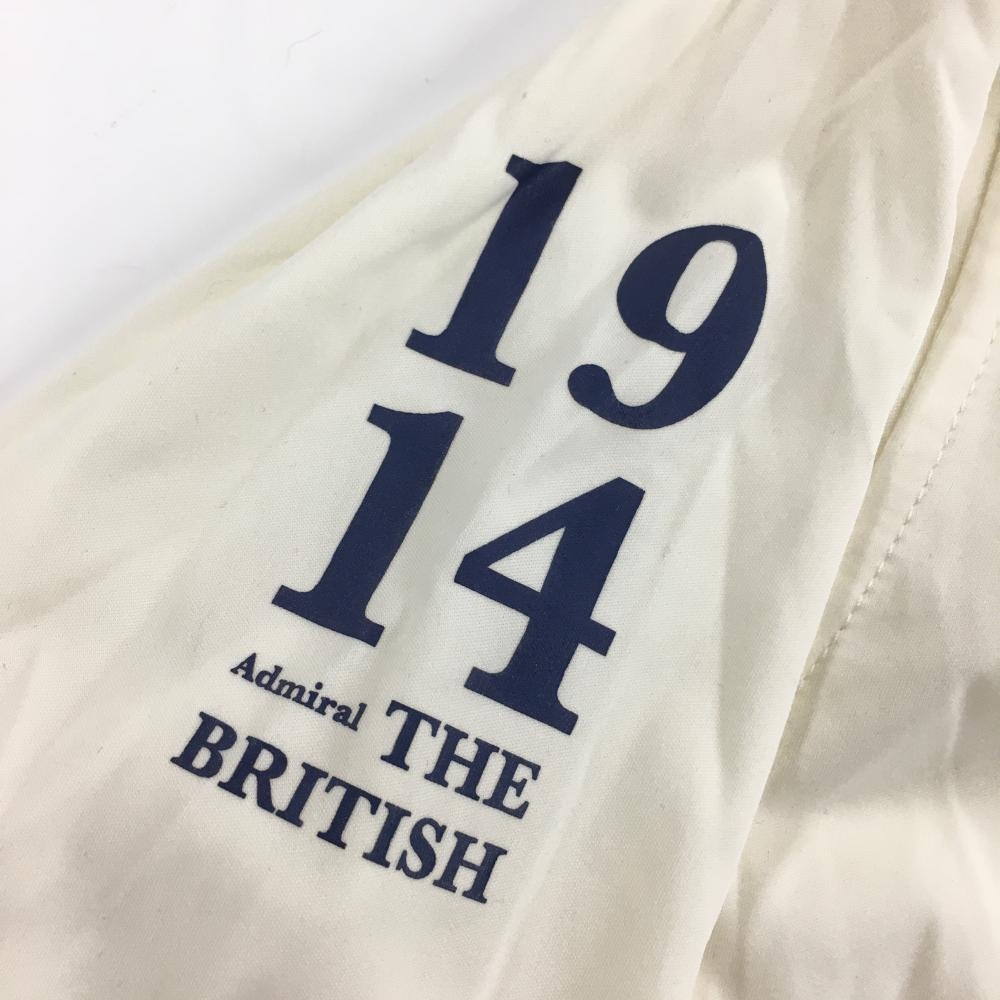 19
14
Admiral THE
BRITISH